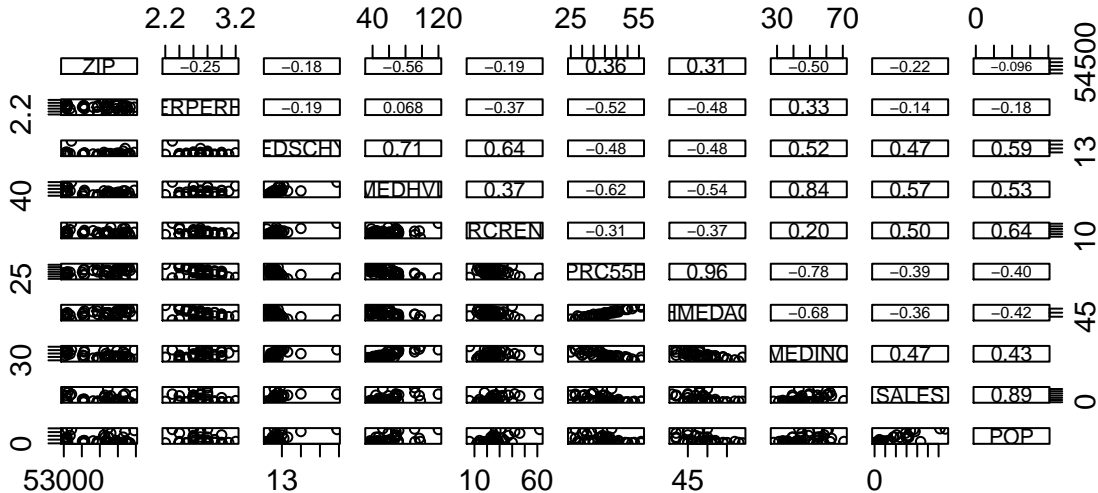 2.2 3.2 40 120 25 55 30 70 0
ZIP −0.25 −0.18 −0.56 −0.19 0.36 0.31 −0.50 −0.22 −0.096 54500
2.2 ERPERH −0.19 0.068 −0.37 −0.52 −0.48 0.33 −0.14 −0.18
EDSCHY 0.71 0.64 −0.48 −0.48 0.52 0.47 0.59 13
40 MEDHVL 0.37 −0.62 −0.54 0.84 0.57 0.53
RCREN −0.31 −0.37 0.20 0.50 0.64 10
25 PRC55P 0.96 −0.78 −0.39 −0.40
HMEDAG −0.68 −0.36 −0.42 45
30 MEDINC 0.47 0.43
SALES 0.89 0
0 POP
53000 13 10 60 45 0